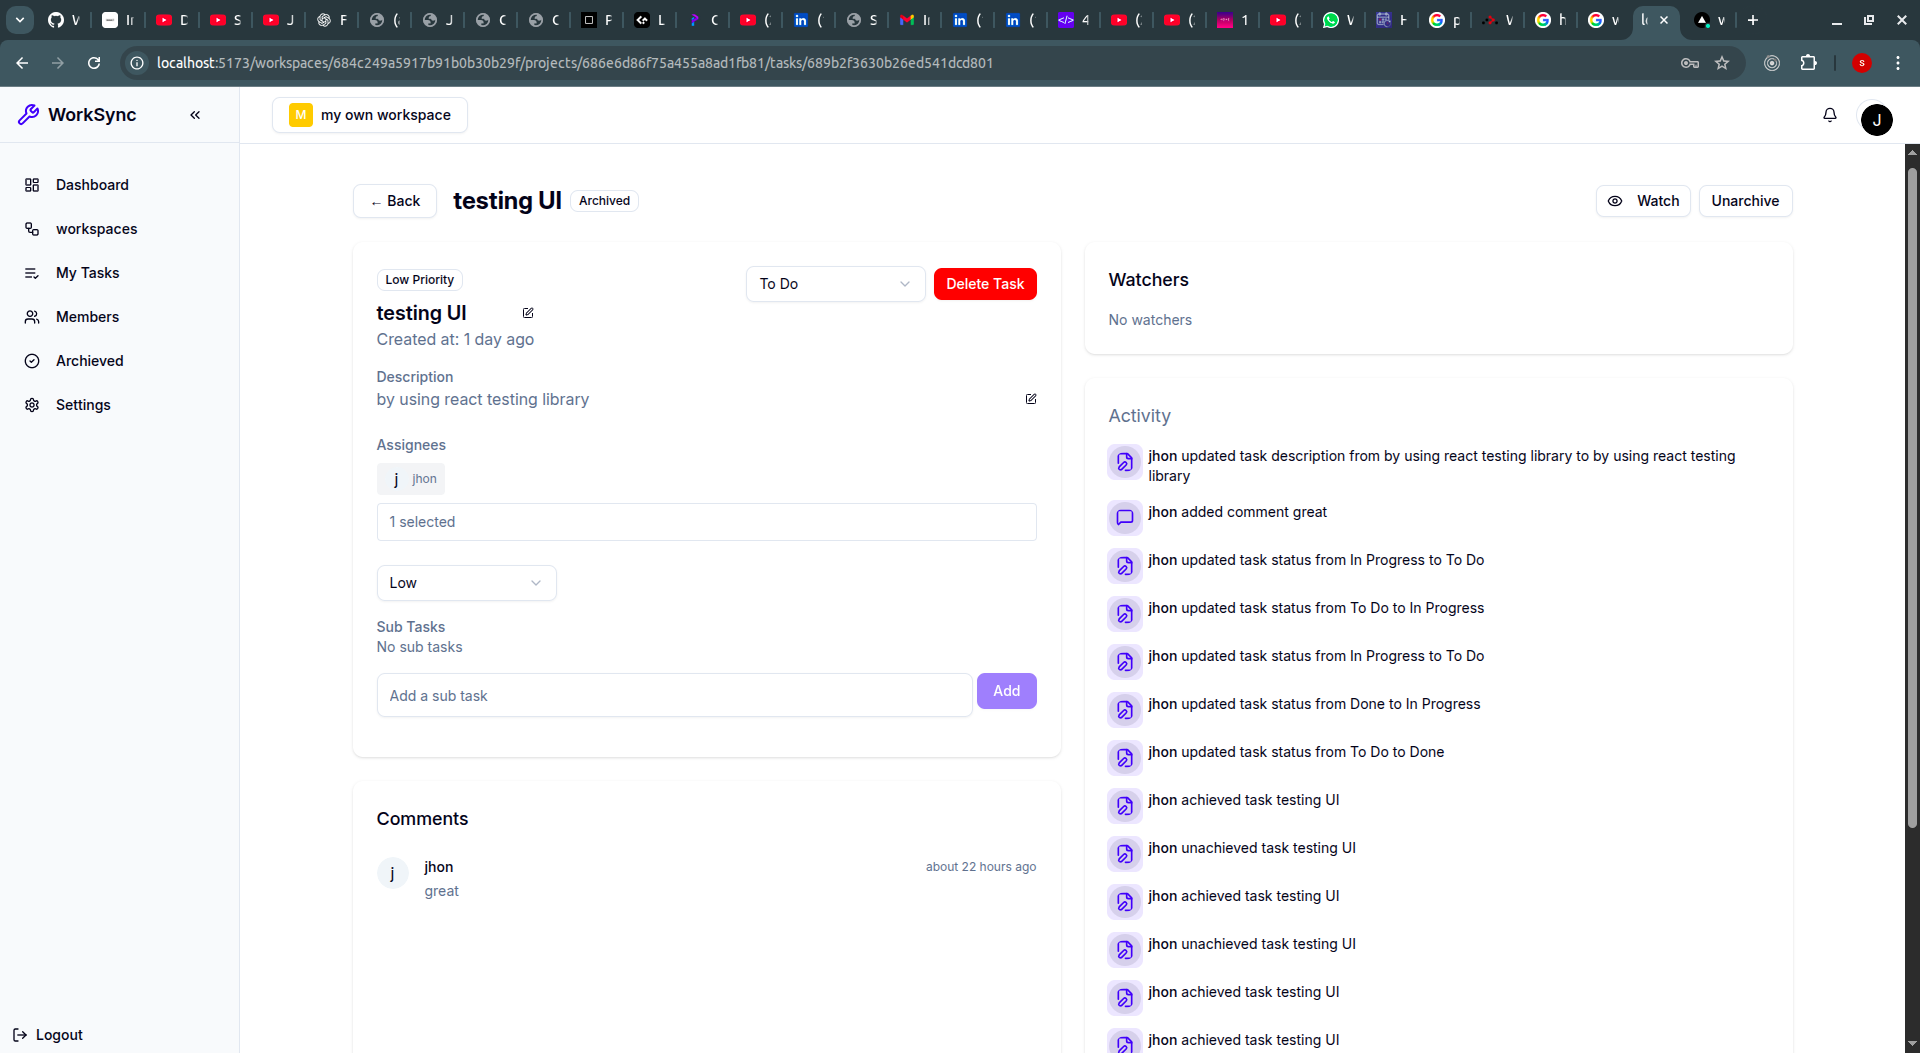 localhost:5173/workspaces/684c249a5917b91b0b30b29f/projects/686e6d86f75a455a8ad1fb81/tasks/689b2f3630b26ed541dcd801
WorkSync
M my own workspace
J
Dashboard
workspaces
My Tasks
Members
Archieved
Settings
Logout
← Back
testing UI
Archived
Watch
Unarchive
Low Priority
To Do
Delete Task
testing UI
Created at: 1 day ago
Description
by using react testing library
Assignees
j jhon
1 selected
Low
Sub Tasks
No sub tasks
Add a sub task
Add
Comments
j
jhon
about 22 hours ago
great
Watchers
No watchers
Activity
jhon updated task description from by using react testing library to by using react testing
library
jhon added comment great
jhon updated task status from In Progress to To Do
jhon updated task status from To Do to In Progress
jhon updated task status from In Progress to To Do
jhon updated task status from Done to In Progress
jhon updated task status from To Do to Done
jhon achieved task testing UI
jhon unachieved task testing UI
jhon achieved task testing UI
jhon unachieved task testing UI
jhon achieved task testing UI
jhon achieved task testing UI